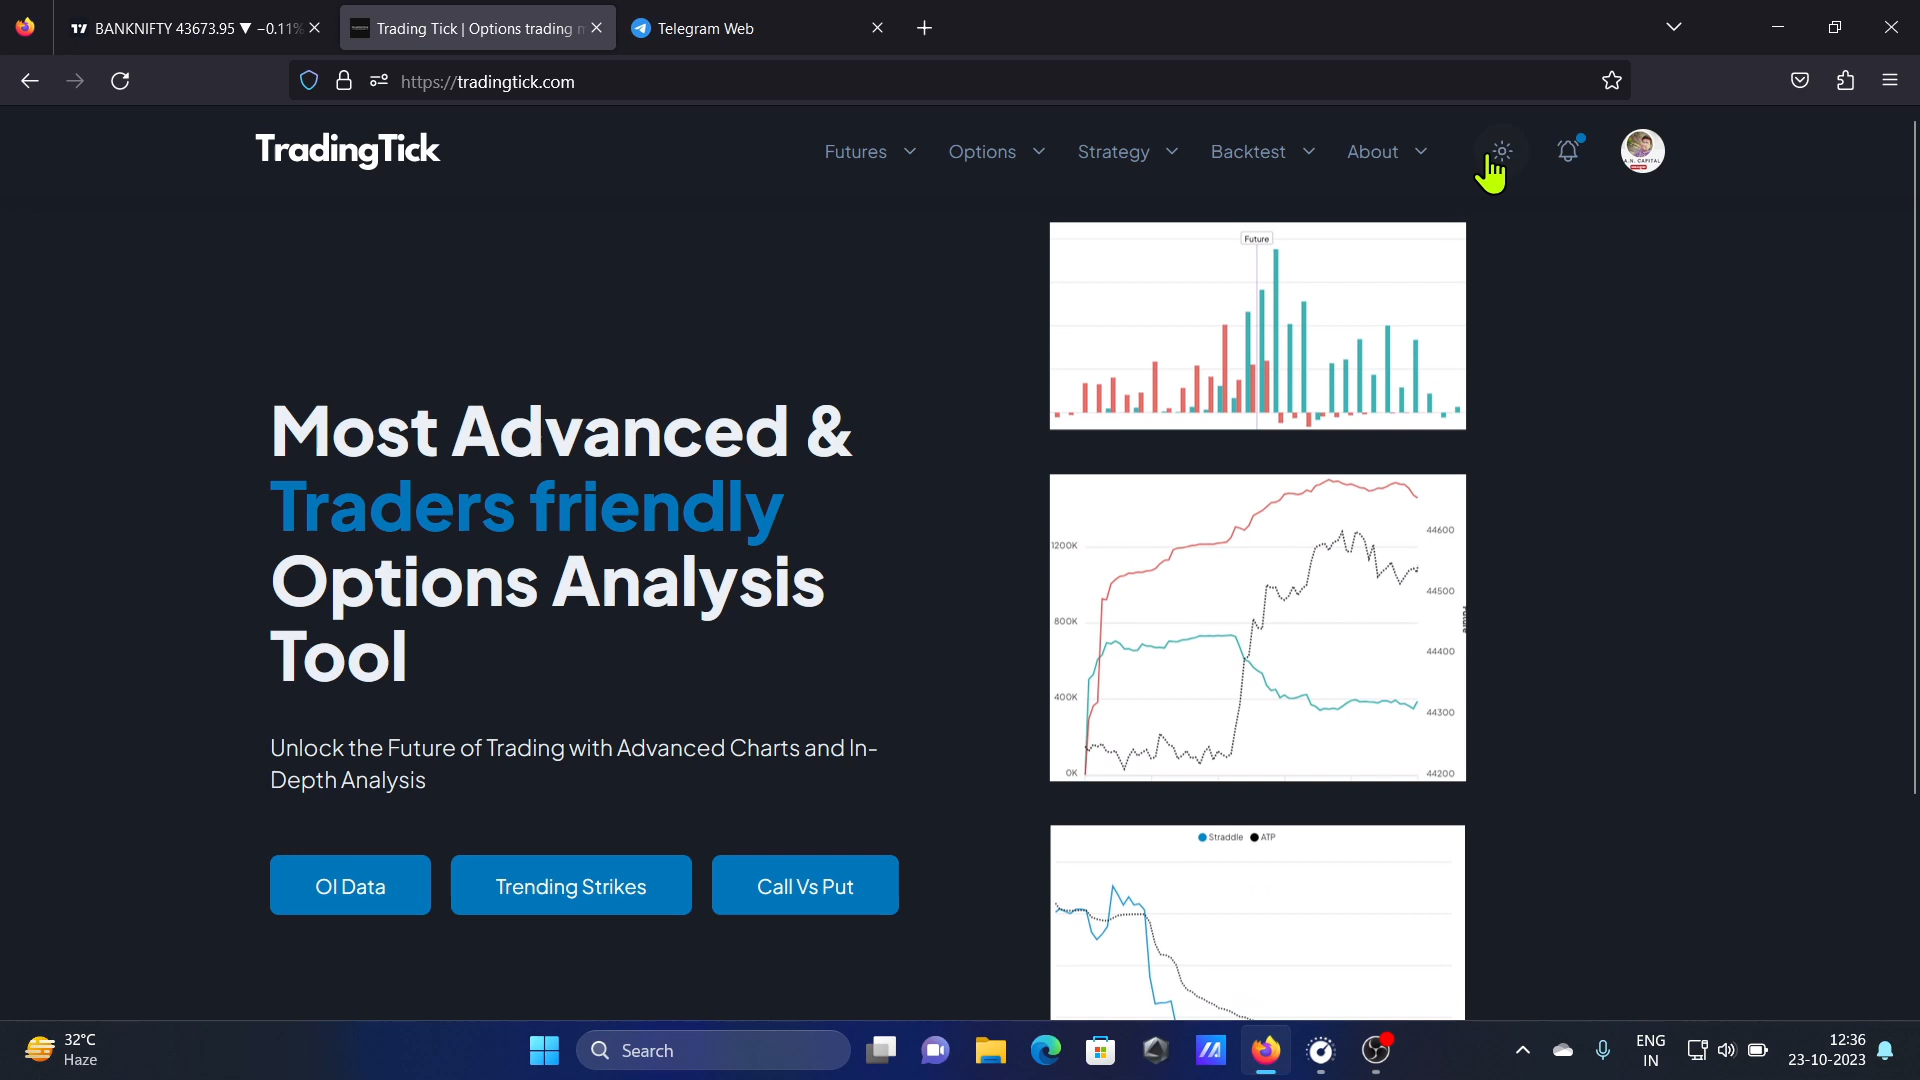 BANKNIFTY 43673.95 ▼ −0.11%
Trading Tick | Options trading
Telegram Web
https://tradingtick.com
TradingTick
Futures
Options
Strategy
Backtest
About
A.N. CAPITAL
Most Advanced &
Traders friendly
Options Analysis
Tool
Unlock the Future of Trading with Advanced Charts and In-
Depth Analysis
OI Data
Trending Strikes
Call Vs Put
Future
1200K
800K
400K
0K
44600
44500
44400
44300
44200
Straddle
ATP
32°C
Haze
Search
ENG
IN
12:36
23-10-2023